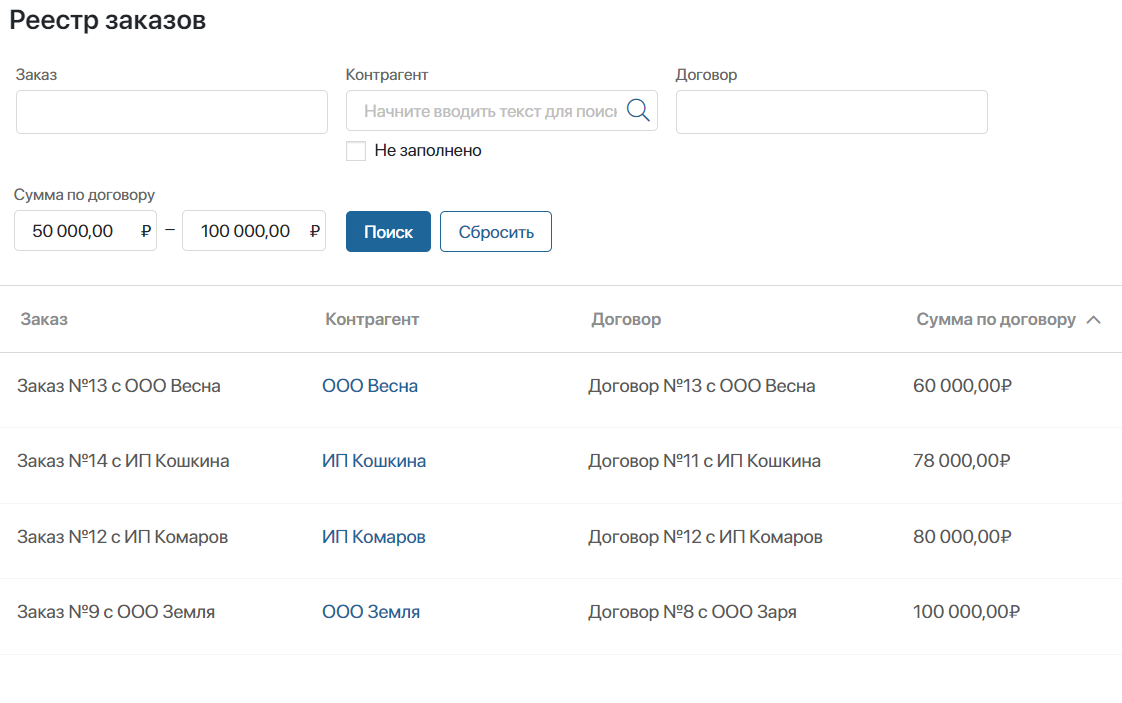 Реестр заказов
Заказ Контрагент Договор
Начните вводить текст для поис
Не заполнено
Сумма по договору
50 000,00 ₽ – 100 000,00 ₽ Поиск Сбросить
Заказ Контрагент Договор Сумма по договору
Заказ №13 с ООО Весна ООО Весна Договор №13 с ООО Весна 60 000,00₽
Заказ №14 с ИП Кошкина ИП Кошкина Договор №11 с ИП Кошкина 78 000,00₽
Заказ №12 с ИП Комаров ИП Комаров Договор №12 с ИП Комаров 80 000,00₽
Заказ №9 с ООО Земля ООО Земля Договор №8 с ООО Заря 100 000,00₽